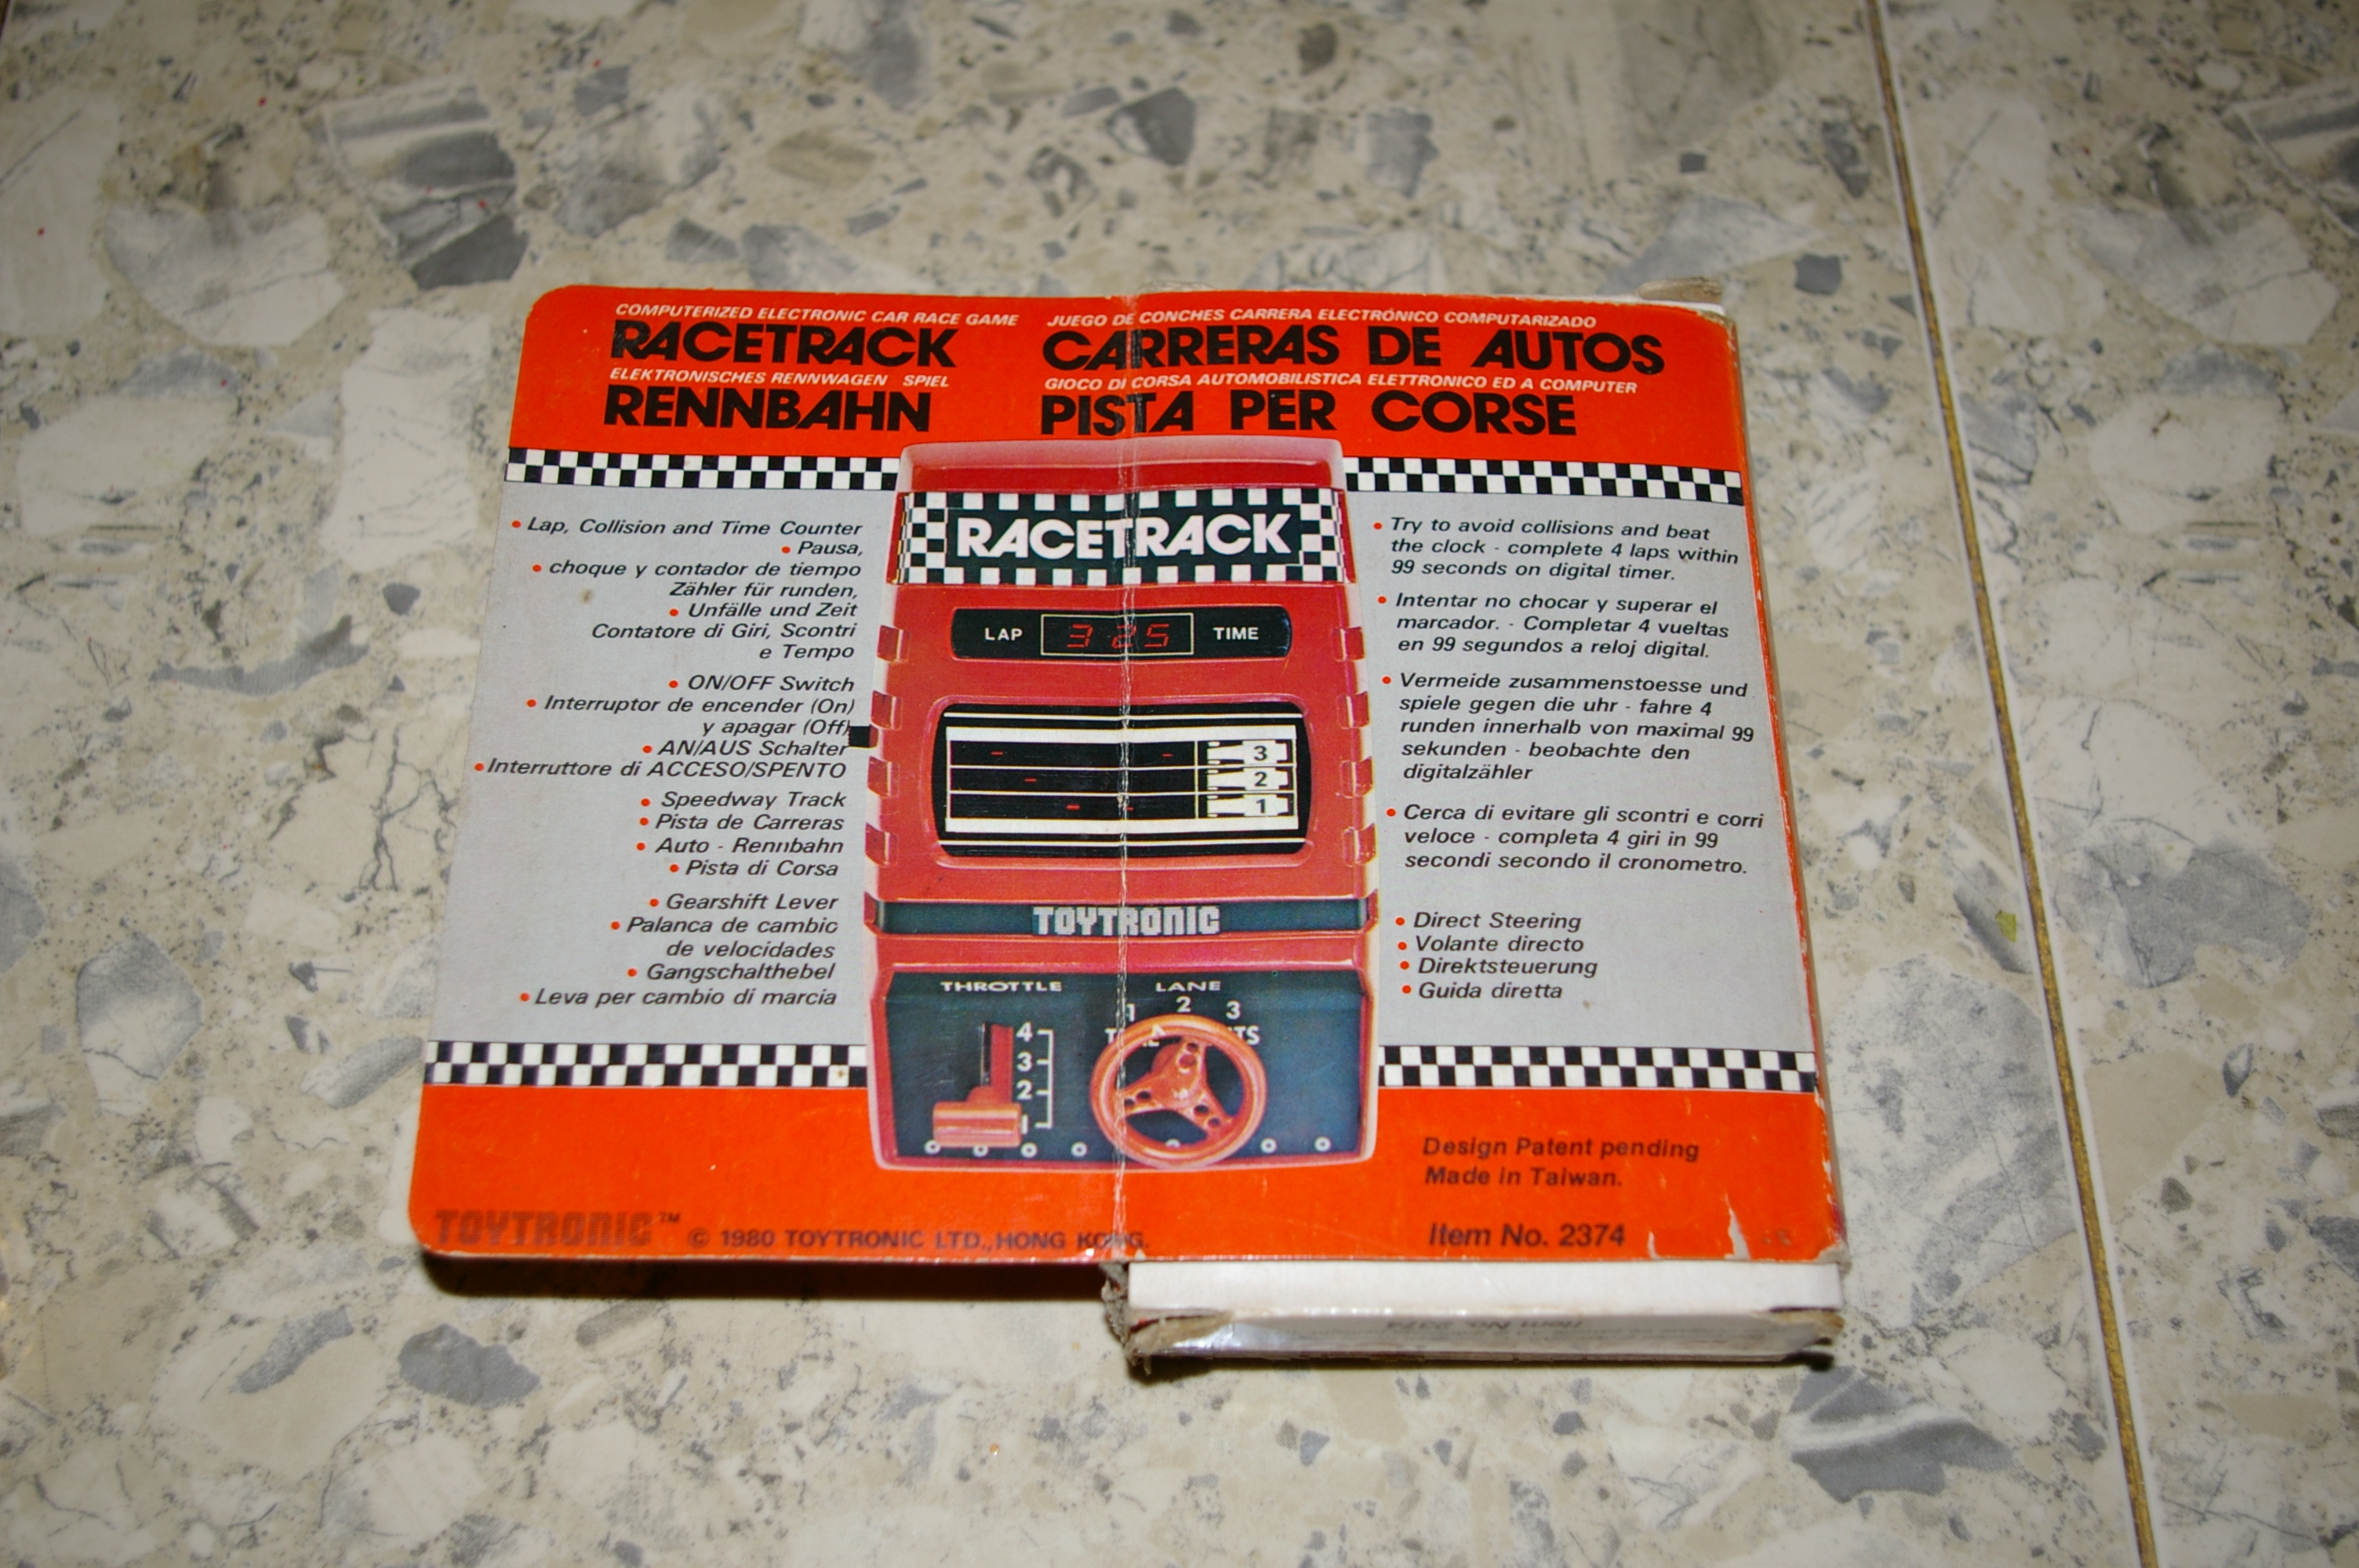 COMPUTERIZED ELECTRONIC CAR RACE GAME
RACETRACK
ELEKTRONISCHES RENNWAGEN SPIEL
RENNBAHN
JUEGO DE CONCHES CARRERA ELECTRÓNICO COMPUTARIZADO
CARRERAS DE AUTOS
GIOCO DI CORSA AUTOMOBILISTICA ELETTRONICO ED A COMPUTER
PISTA PER CORSE
• Lap, Collision and Time Counter
• Pausa,
• choque y contador de tiempo
Zähler für runden,
• Unfälle und Zeit
Contatore di Giri, Scontri
e Tempo
• ON/OFF Switch
• Interruptor de encender (On)
y apagar (Off)
• AN/AUS Schalter
• Interruttore di ACCESO/SPENTO
• Speedway Track
• Pista de Carreras
• Auto - Rennbahn
• Pista di Corsa
• Gearshift Lever
• Palanca de cambio
de velocidades
• Gangschalthebel
• Leva per cambio di marcia
RACETRACK
LAP 3 25 TIME
3
2
1
TOYTRONIC
THROTTLE LANE
1 2 3
4
3
2
1
• Try to avoid collisions and beat
the clock - complete 4 laps within
99 seconds on digital timer.
• Intentar no chocar y superar el
marcador. - Completar 4 vueltas
en 99 segundos a reloj digital.
• Vermeide zusammenstoesse und
spiele gegen die uhr - fahre 4
runden innerhalb von maximal 99
sekunden - beobachte den
digitalzähler
• Cerca di evitare gli scontri e corri
veloce - completa 4 giri in 99
secondi secondo il cronometro.
• Direct Steering
• Volante directo
• Direktsteuerung
• Guida diretta
Design Patent pending
Made in Taiwan.
Item No. 2374
TOYTRONIC™ © 1980 TOYTRONIC LTD., HONG KONG.